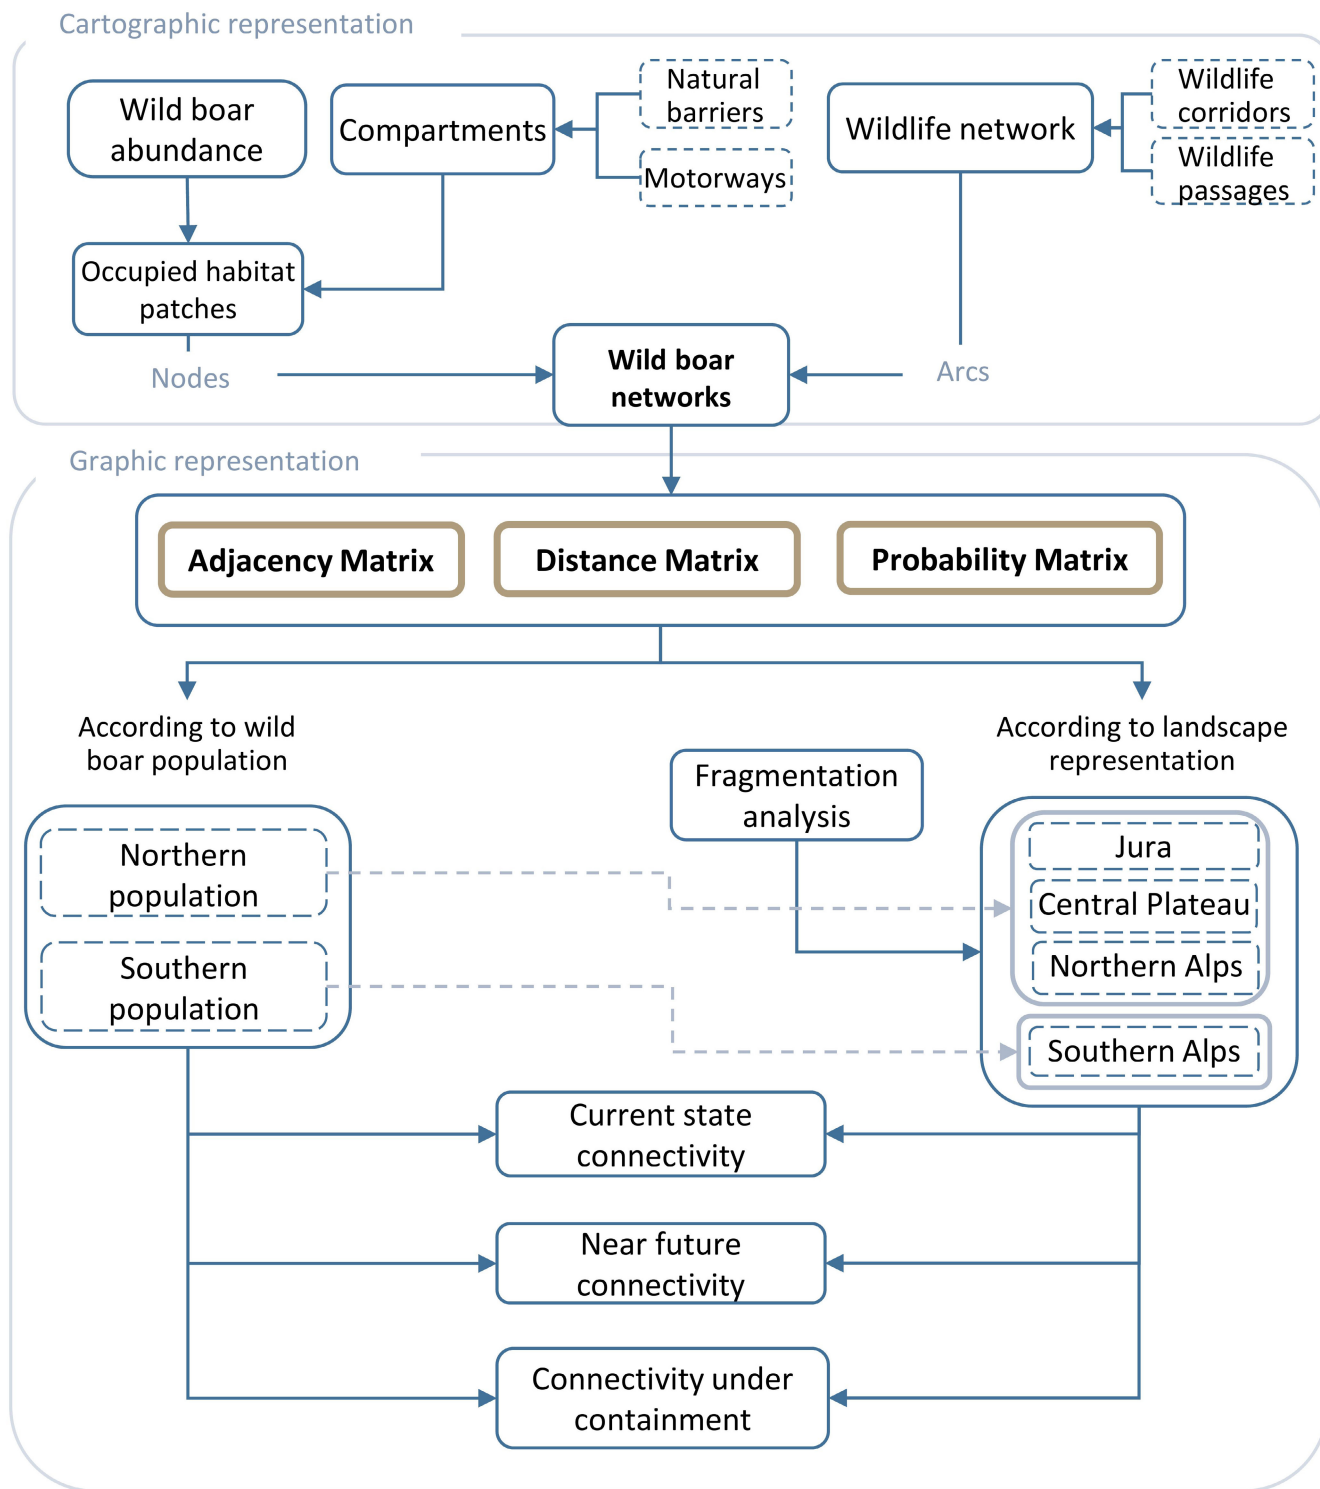 Cartographic representation
Wild boar
abundance
Compartments
Natural
barriers
Motorways
Wildlife network
Wildlife
corridors
Wildlife
passages
Occupied habitat
patches
Nodes
Wild boar
networks
Arcs
Graphic representation
Adjacency Matrix
Distance Matrix
Probability Matrix
According to wild
boar population
According to landscape
representation
Fragmentation
analysis
Northern
population
Southern
population
Jura
Central Plateau
Northern Alps
Southern Alps
Current state
connectivity
Near future
connectivity
Connectivity under
containment